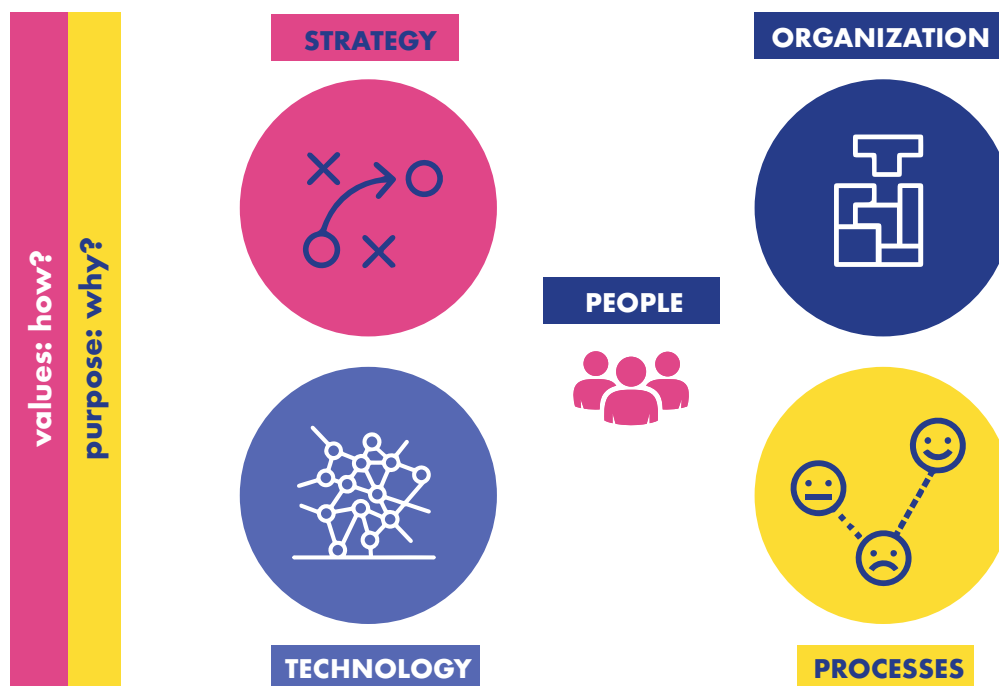 values: how?
purpose: why?
STRATEGY
ORGANIZATION
PEOPLE
TECHNOLOGY
PROCESSES